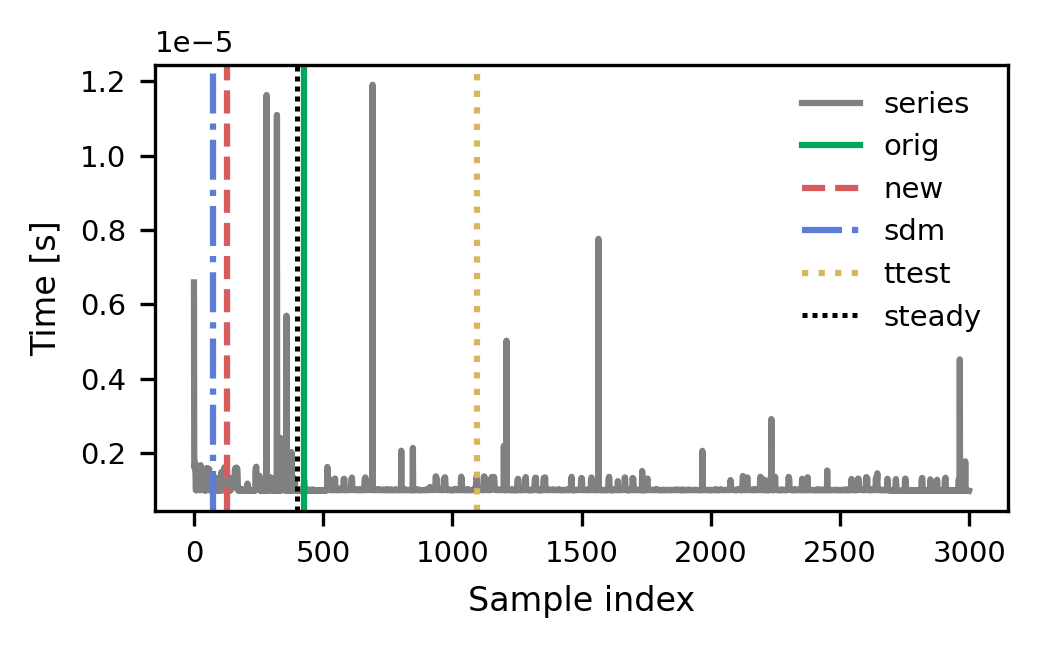 1e−5
Time [s]
1.2
1.0
0.8
0.6
0.4
0.2
series
orig
new
sdm
ttest
steady
0 500 1000 1500 2000 2500 3000
Sample index